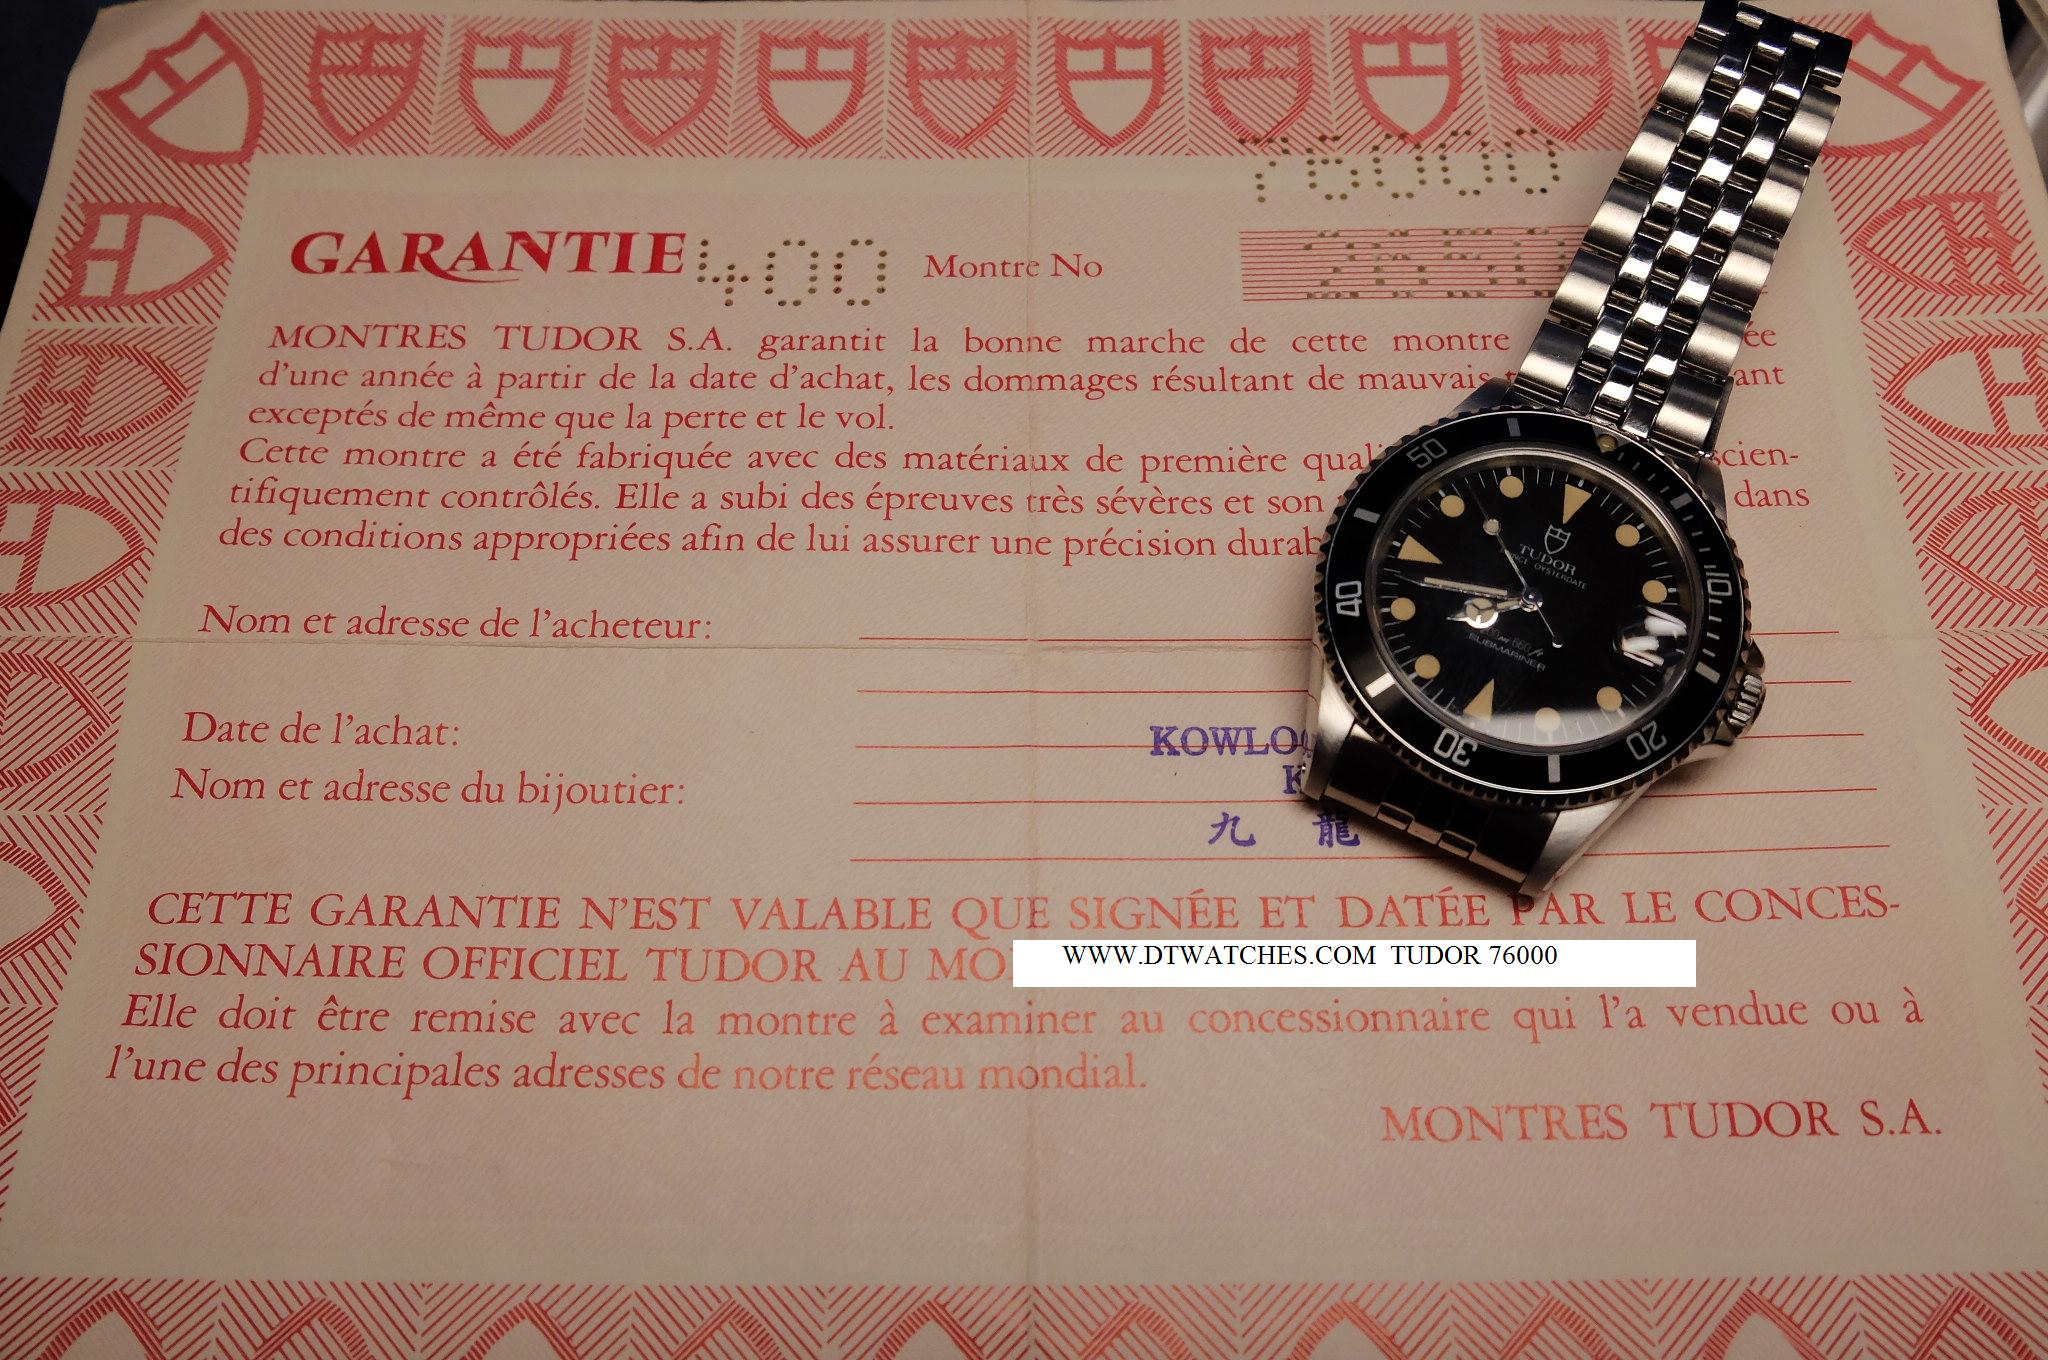 76000
GARANTIE 400 Montre No
MONTRES TUDOR S.A. garantit la bonne marche de cette montre
d'une année à partir de la date d'achat, les dommages résultant de mauvais
exceptés de même que la perte et le vol.
Cette montre a été fabriquée avec des matériaux de première
tifiquement contrôlés. Elle a subi des épreuves très sévères et son dans
des conditions appropriées afin de lui assurer une précision
Nom et adresse de l'acheteur:
Date de l'achat:
Nom et adresse du bijoutier:
九 龍
CETTE GARANTIE N'EST VALABLE QUE SIGNÉE ET DATÉE PAR LE CONCES-
SIONNAIRE OFFICIEL TUDOR AU
WWW.DTWATCHES.COM TUDOR 76000
Elle doit être remise avec la montre à examiner au concessionnaire qui l'a vendue ou à
l'une des principales adresses de notre réseau mondial.
MONTRES TUDOR S.A.
50
10
40
20
30
TUDOR
OYSTERDATE
SUBMARINER